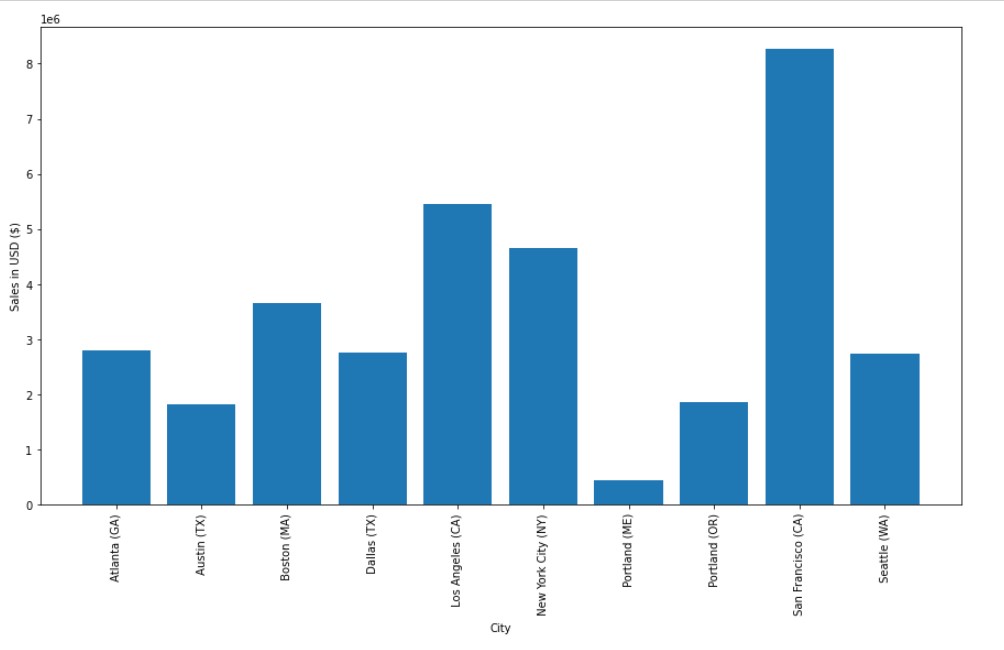 1e6
8
7
6
5
4
3
2
1
0
Sales in USD ($)
Atlanta (GA)
Austin (TX)
Boston (MA)
Dallas (TX)
Los Angeles (CA)
New York City (NY)
Portland (ME)
Portland (OR)
San Francisco (CA)
Seattle (WA)
City